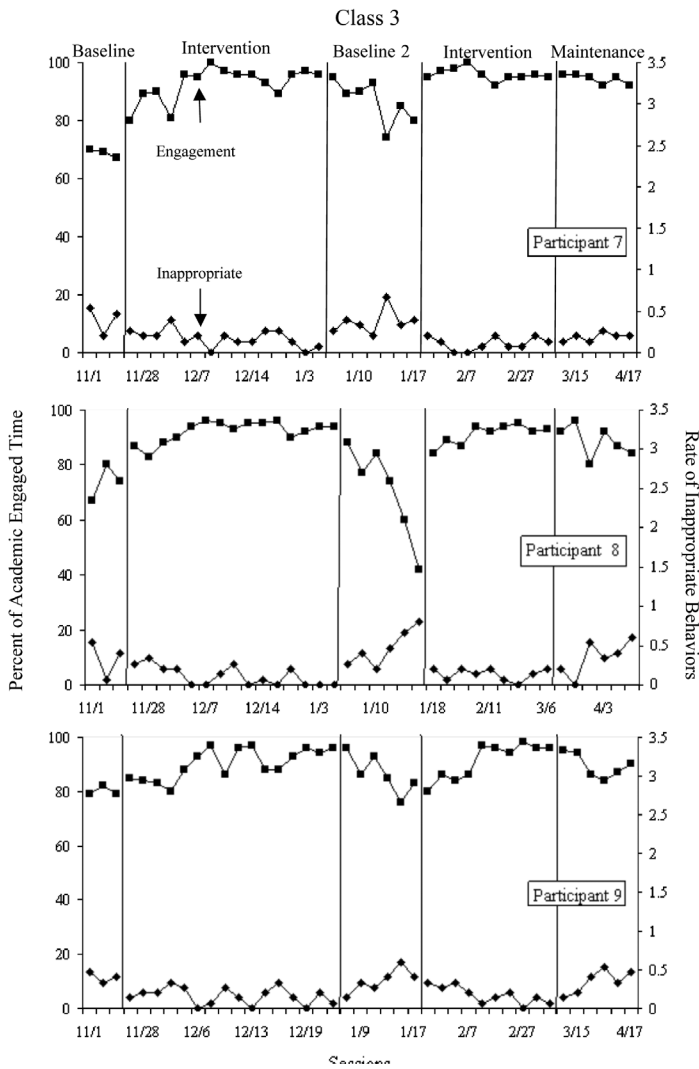 Class 3
Baseline Intervention Baseline 2 Intervention Maintenance
100 80 60 40 20 0
3.5 3 2.5 2 1.5 1 0.5 0
Engagement
Inappropriate
Participant 7
11/1 11/28 12/7 12/14 1/3 1/10 1/17 2/7 2/27 3/15 4/17
Percent of Academic Engaged Time
Rate of Inappropriate Behaviors
100 80 60 40 20 0
3.5 3 2.5 2 1.5 1 0.5 0
Participant 8
11/1 11/28 12/7 12/14 1/3 1/10 1/18 2/11 3/6 4/3
100 80 60 40 20 0
3.5 3 2.5 2 1.5 1 0.5 0
Participant 9
11/1 11/28 12/6 12/13 12/19 1/9 1/17 2/7 2/27 3/15 4/17
Sessions